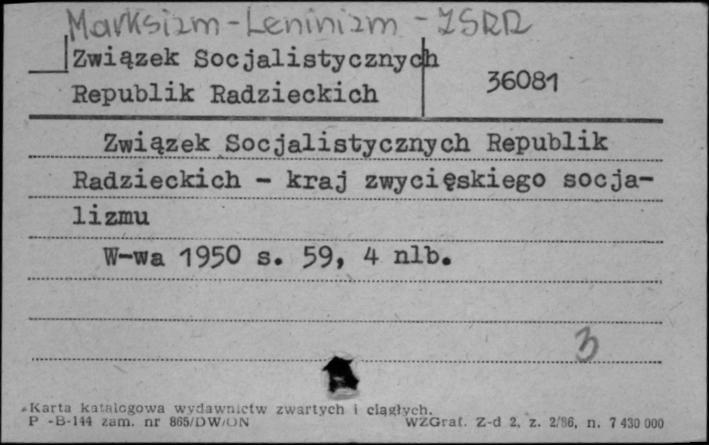 Marksizm-Leninizm - ZSRR
Związek Socjalistycznych
Republik Radzieckich
36081
Związek Socjalistycznych Republik
Radzieckich - kraj zwycięskiego socja-
lizmu
W-wa 1950 s. 59, 4 nlb.
3
Karta katalogowa wydawnictw zwartych i ciągłych.
P -B-144 zam. nr 865/DW/ON WZGraf. Z-d 2, z. 2/86, n. 7 430 000